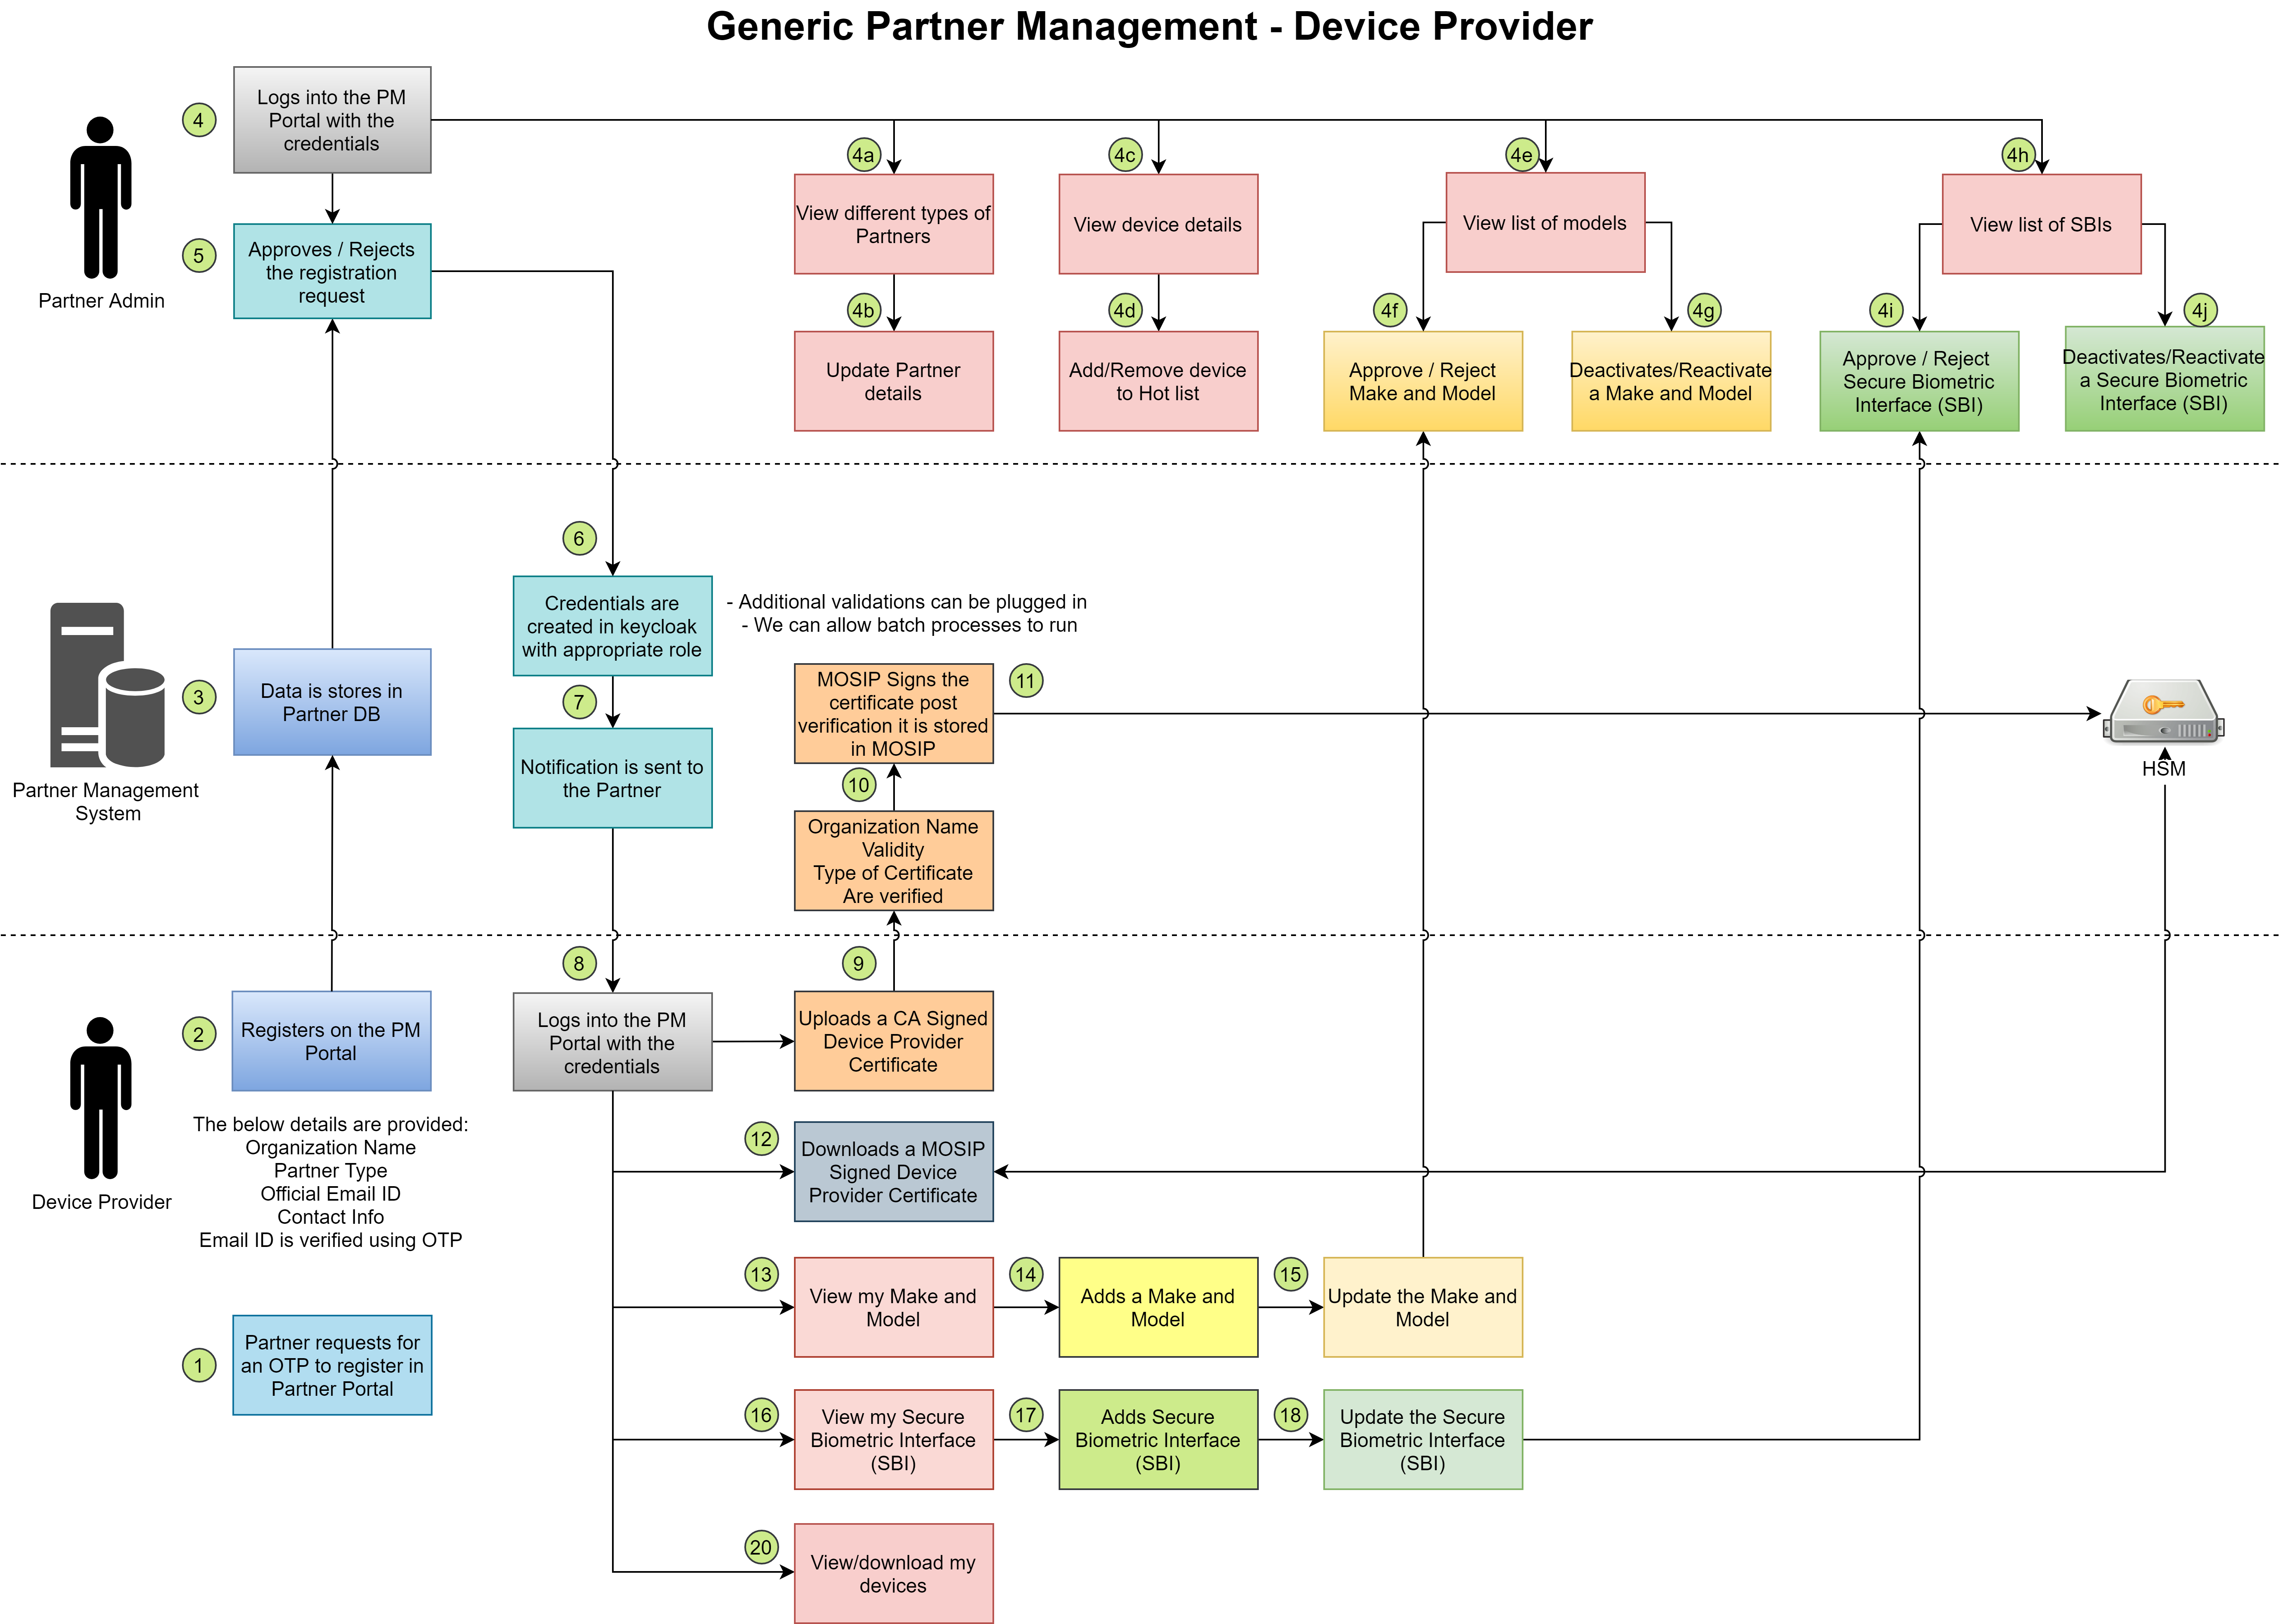 Generic Partner Management - Device Provider
4
Logs into the PM
Portal with the
credentials
Partner Admin
5
Approves / Rejects
the registration
request
4a
View different types of
Partners
4b
Update Partner
details
4c
View device details
4d
Add/Remove device
to Hot list
4e
View list of models
4f
Approve / Reject
Make and Model
4g
Deactivates/Reactivate
a Make and Model
4h
View list of SBIs
4i
Approve / Reject
Secure Biometric
Interface (SBI)
4j
Deactivates/Reactivate
a Secure Biometric
Interface (SBI)
Partner Management
System
3
Data is stores in
Partner DB
6
Credentials are
created in keycloak
with appropriate role
- Additional validations can be plugged in
- We can allow batch processes to run
7
Notification is sent to
the Partner
11
MOSIP Signs the
certificate post
verification it is stored
in MOSIP
10
Organization Name
Validity
Type of Certificate
Are verified
HSM
Device Provider
2
Registers on the PM
Portal
The below details are provided:
Organization Name
Partner Type
Official Email ID
Contact Info
Email ID is verified using OTP
1
Partner requests for
an OTP to register in
Partner Portal
8
Logs into the PM
Portal with the
credentials
9
Uploads a CA Signed
Device Provider
Certificate
12
Downloads a MOSIP
Signed Device
Provider Certificate
13
View my Make and
Model
14
Adds a Make and
Model
15
Update the Make and
Model
16
View my Secure
Biometric Interface
(SBI)
17
Adds Secure
Biometric Interface
(SBI)
18
Update the Secure
Biometric Interface
(SBI)
20
View/download my
devices